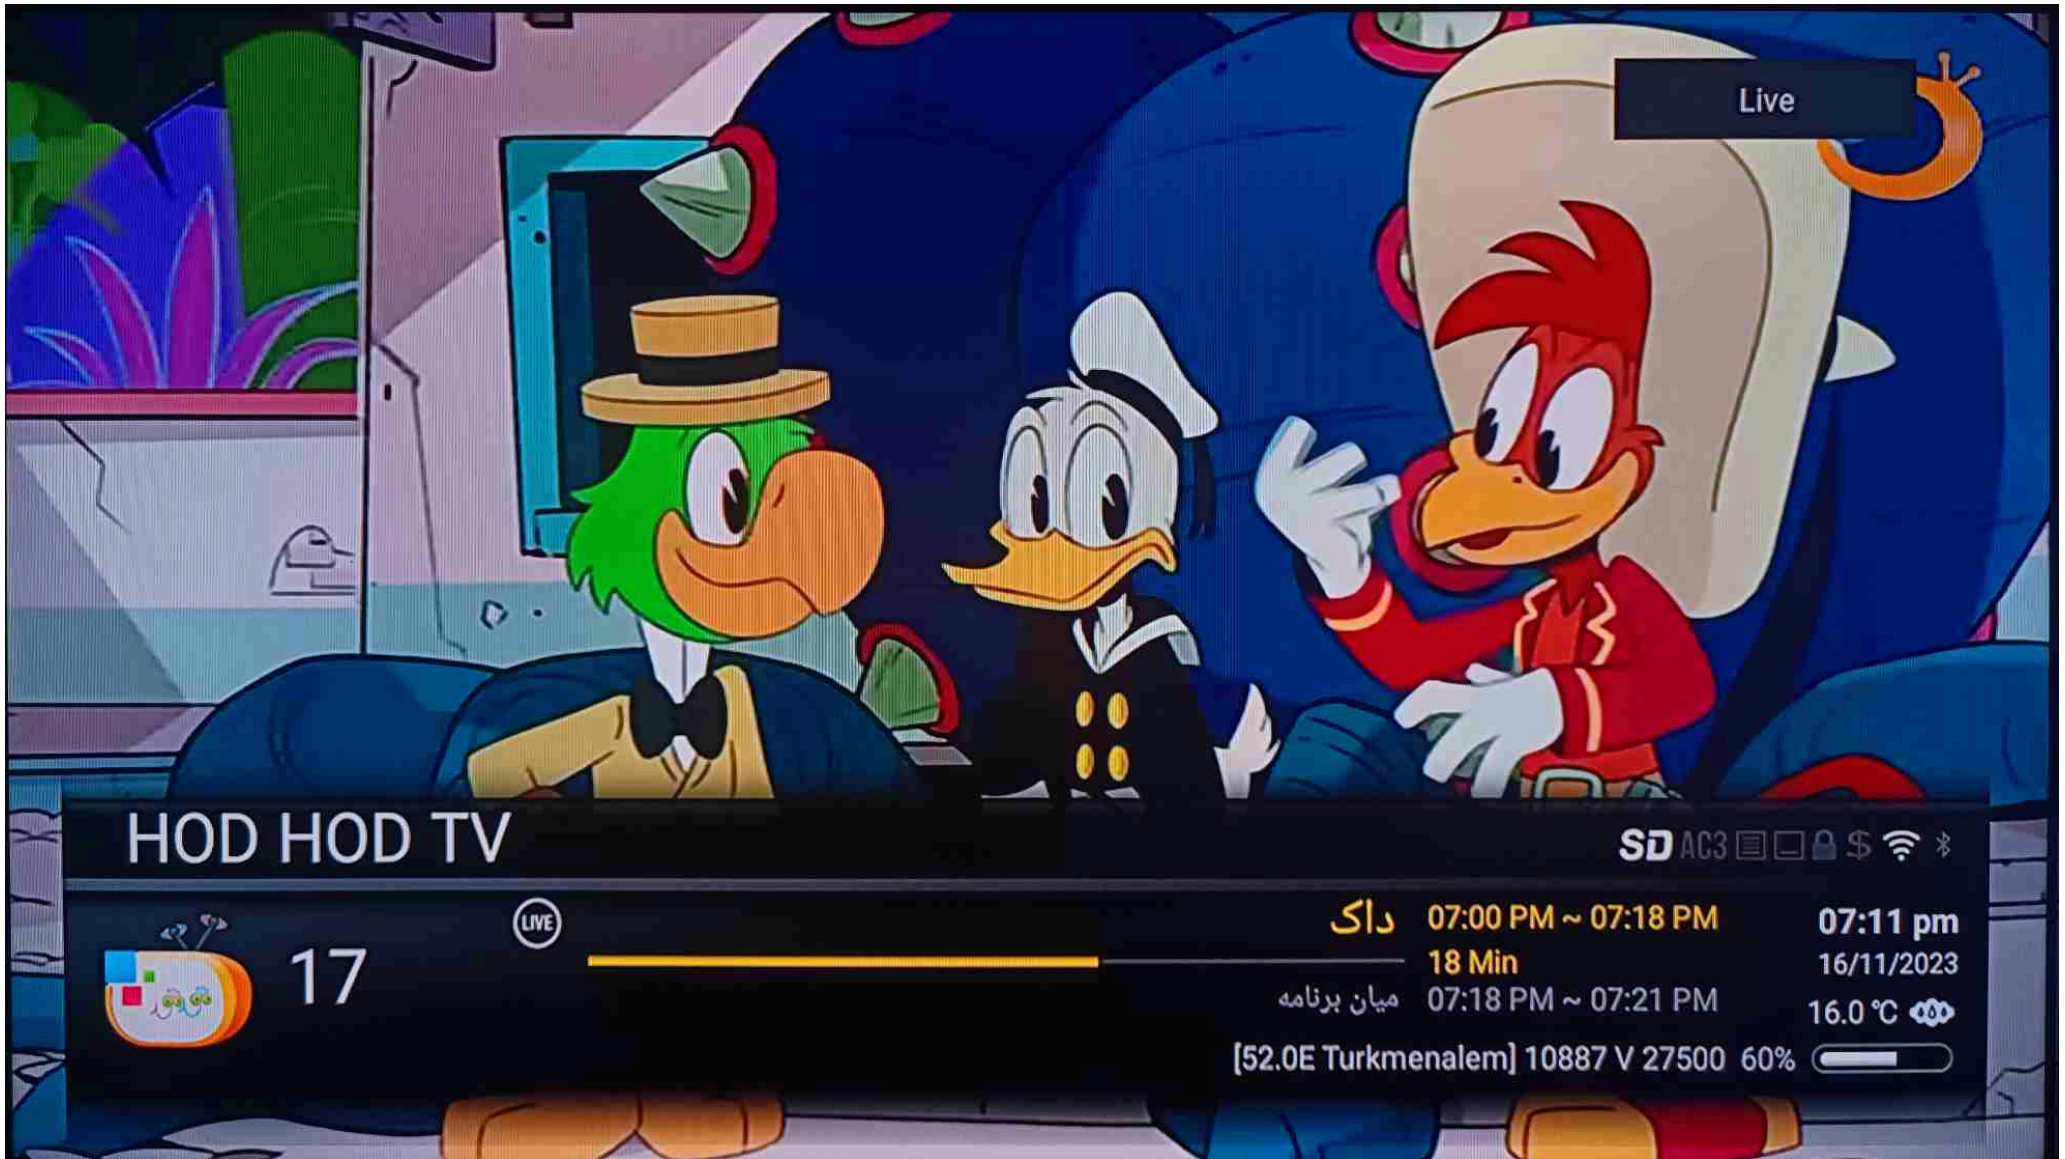 Live
HOD HOD TV
SD AC3 $
17
LIVE
داک 07:00 PM ~ 07:18 PM
18 Min
میان برنامه 07:18 PM ~ 07:21 PM
[52.0E Turkmenalem] 10887 V 27500 60%
07:11 pm
16/11/2023
16.0 °C